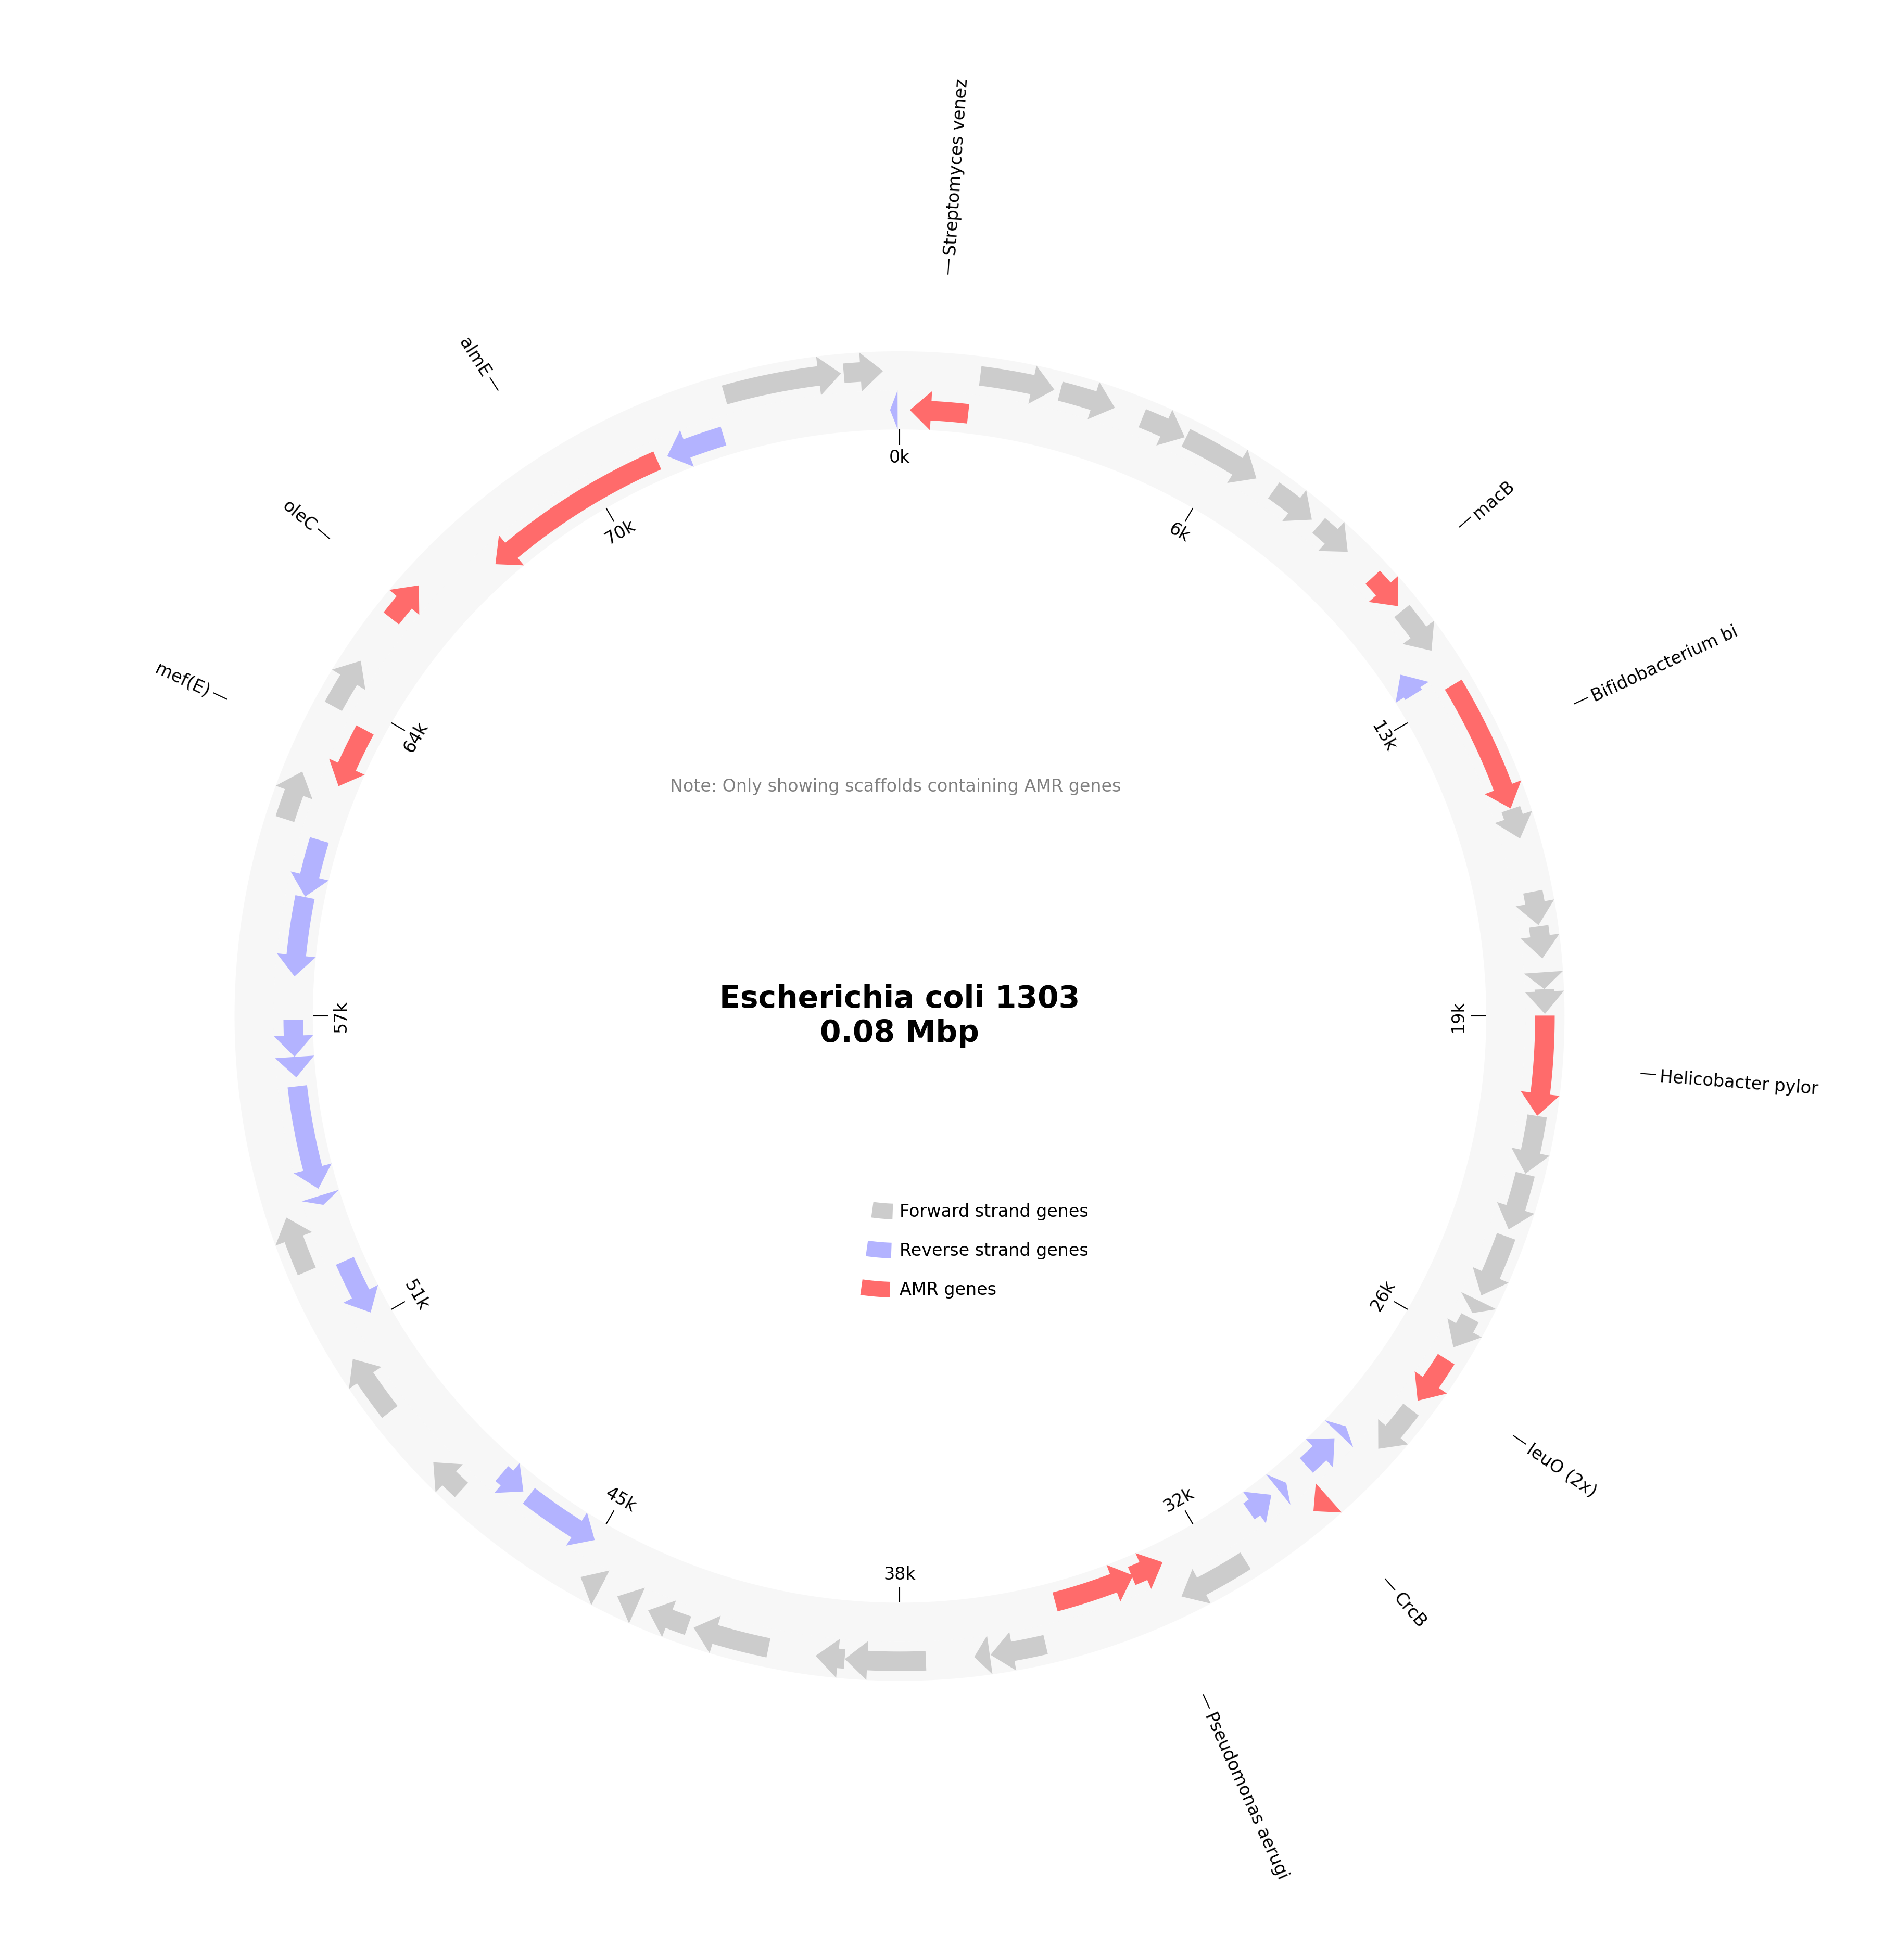 Streptomyces venez
almE
macB
oleC
0k
70k
6k
Bifidobacterium bi
mef(E)
64k
13k
Note: Only showing scaffolds containing AMR genes
Escherichia coli 1303
0.08 Mbp
57k
19k
Helicobacter pylor
Forward strand genes
Reverse strand genes
AMR genes
51k
26k
leuO (2x)
45k
32k
38k
CrcB
Pseudomonas aerugi